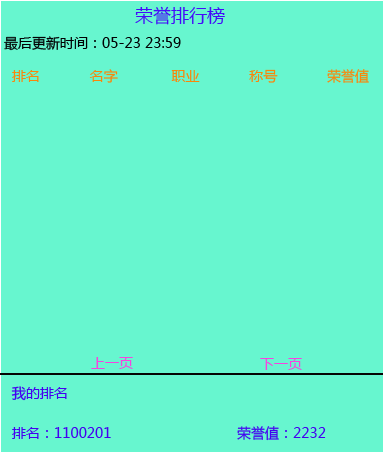 荣誉排行榜
最后更新时间：05-23 23:59
排名 名字 职业 称号 荣誉值
上一页 下一页
我的排名
排名：1100201 荣誉值：2232